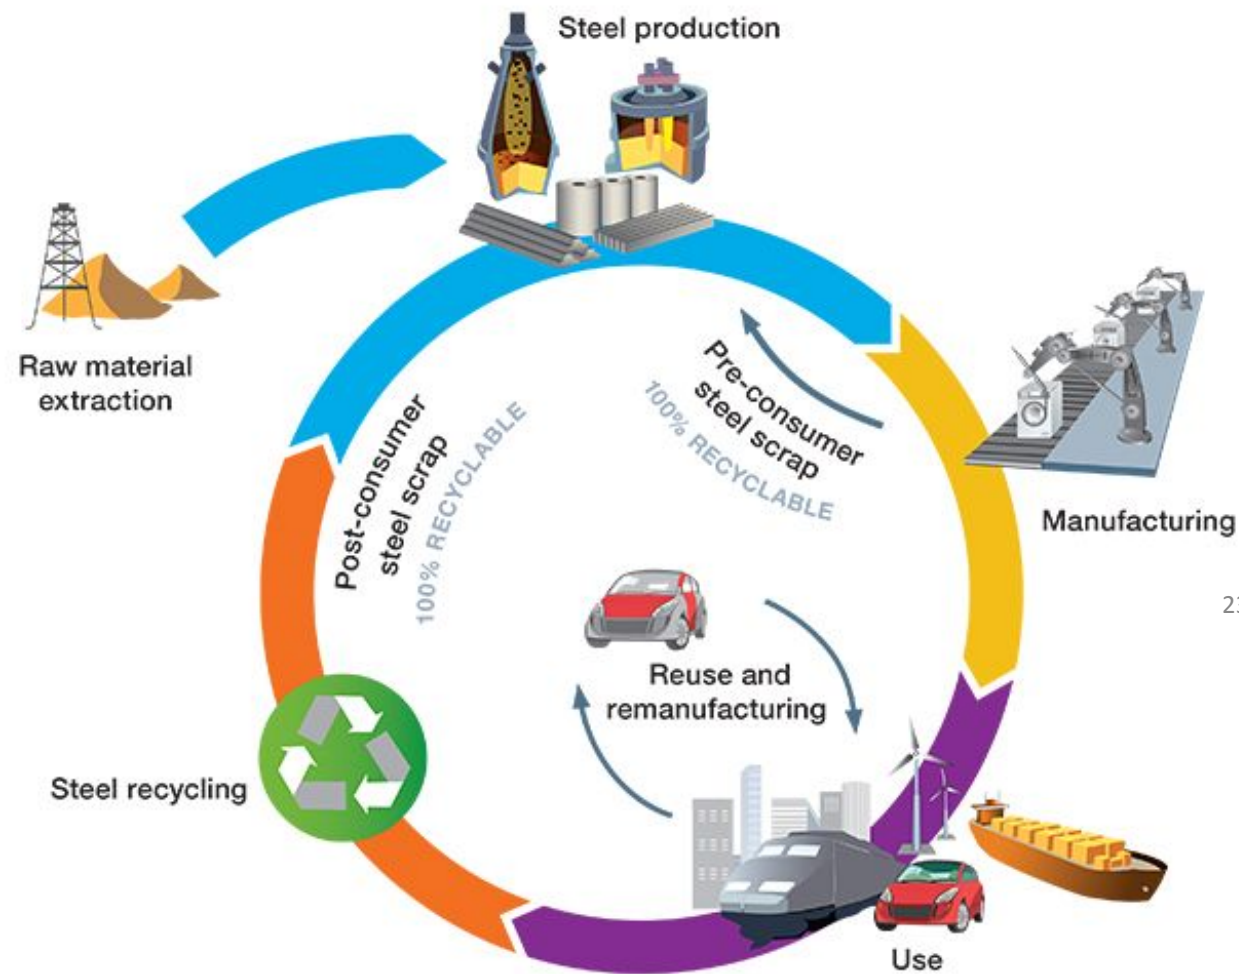 Steel production
Raw material
extraction
Pre-consumer
steel scrap
100% RECYCLABLE
Post-consumer
steel scrap
100% RECYCLABLE
Manufacturing
23
Reuse and
remanufacturing
Steel recycling
Use